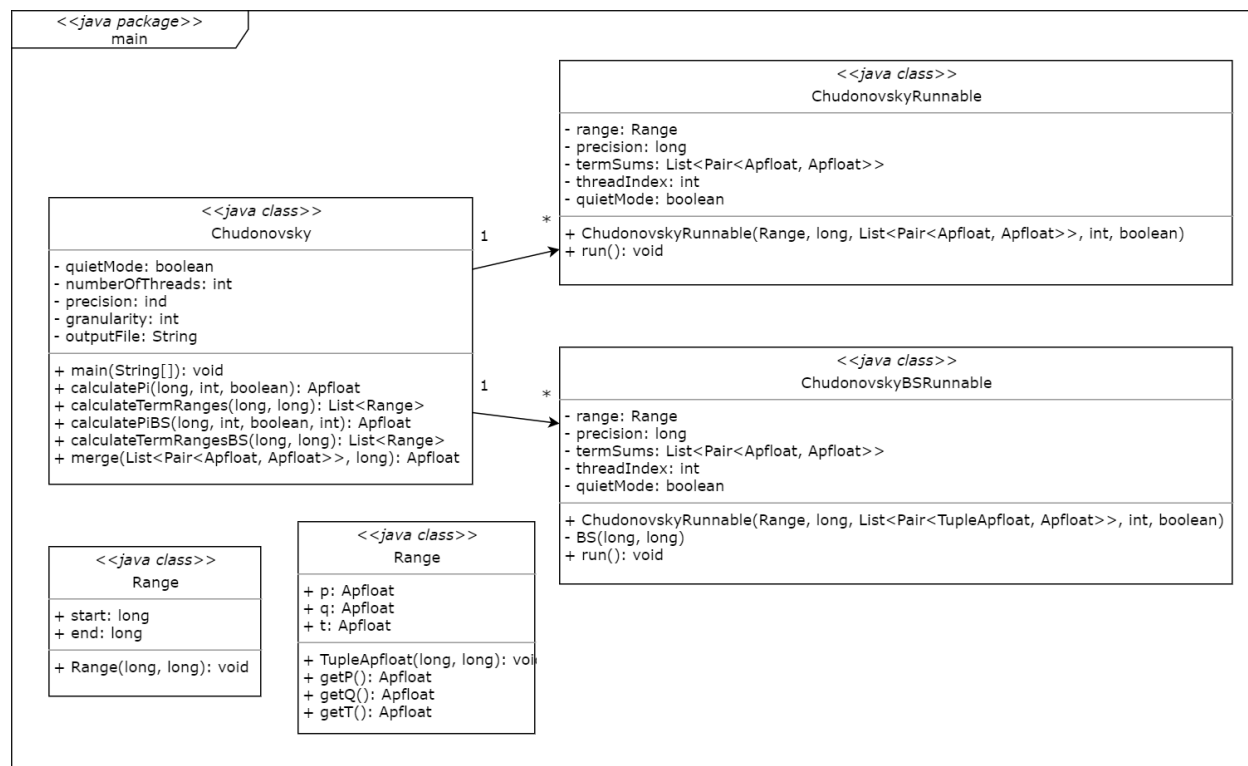 <<java package>>
main
<<java class>>
Chudonovsky
- quietMode: boolean
- numberOfThreads: int
- precision: ind
- granularity: int
- outputFile: String
+ main(String[]): void
+ calculatePi(long, int, boolean): Apfloat
+ calculateTermRanges(long, long): List<Range>
+ calculatePiBS(long, int, boolean, int): Apfloat
+ calculateTermRangesBS(long, long): List<Range>
+ merge(List<Pair<Apfloat, Apfloat>>, long): Apfloat
1
*
1
*
<<java class>>
ChudonovskyRunnable
- range: Range
- precision: long
- termSums: List<Pair<Apfloat, Apfloat>>
- threadIndex: int
- quietMode: boolean
+ ChudonovskyRunnable(Range, long, List<Pair<Apfloat, Apfloat>>, int, boolean)
+ run(): void
<<java class>>
ChudonovskyBSRunnable
- range: Range
- precision: long
- termSums: List<Pair<Apfloat, Apfloat>>
- threadIndex: int
- quietMode: boolean
+ ChudonovskyRunnable(Range, long, List<Pair<TupleApfloat, Apfloat>>, int, boolean)
- BS(long, long)
+ run(): void
<<java class>>
Range
+ start: long
+ end: long
+ Range(long, long): void
<<java class>>
Range
+ p: Apfloat
+ q: Apfloat
+ t: Apfloat
+ TupleApfloat(long, long): voi
+ getP(): Apfloat
+ getQ(): Apfloat
+ getT(): Apfloat